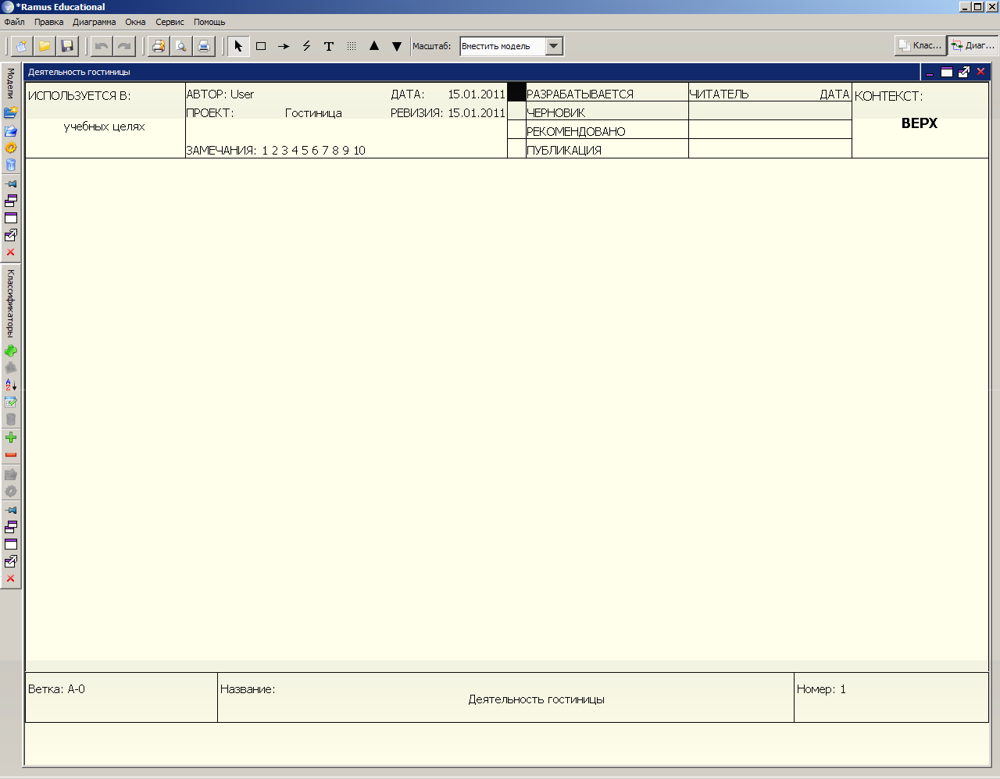 *Ramus Educational
Файл Правка Диаграмма Окна Сервис Помощь
Масштаб: Вместить модель Клас... Диаг...
Модели
Классификаторы
Деятельность гостиницы
ИСПОЛЬЗУЕТСЯ В:
учебных целях
АВТОР: User ДАТА: 15.01.2011
ПРОЕКТ: Гостиница РЕВИЗИЯ: 15.01.2011
ЗАМЕЧАНИЯ: 1 2 3 4 5 6 7 8 9 10
РАЗРАБАТЫВАЕТСЯ
ЧЕРНОВИК
РЕКОМЕНДОВАНО
ПУБЛИКАЦИЯ
ЧИТАТЕЛЬ ДАТА
КОНТЕКСТ:
ВЕРХ
Ветка: A-0
Название:
Деятельность гостиницы
Номер: 1